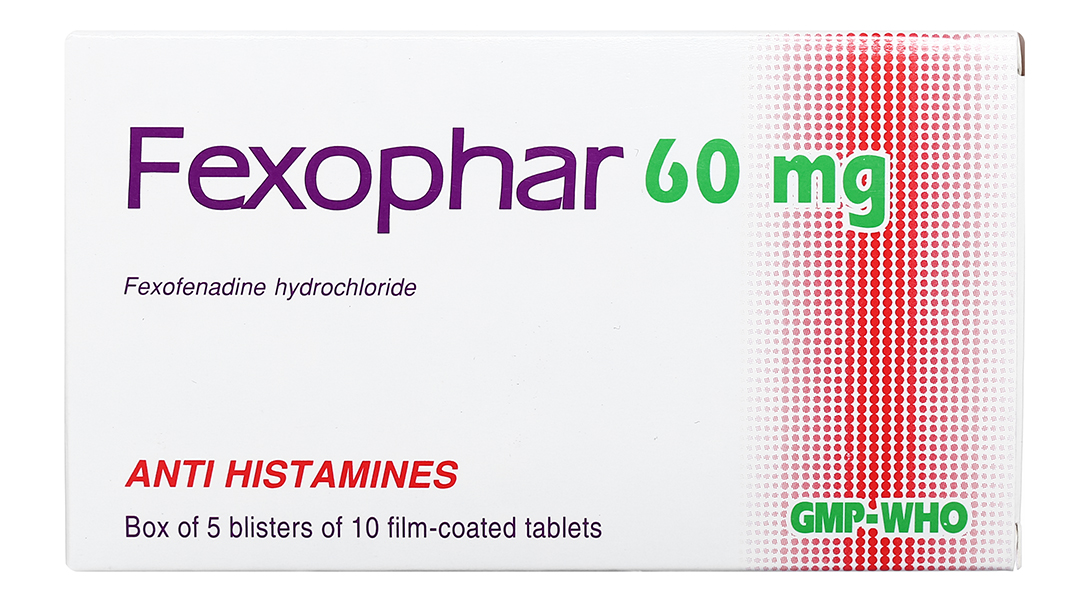 Fexophar 60 mg
Fexofenadine hydrochloride
ANTI HISTAMINES
Box of 5 blisters of 10 film-coated tablets
GMP-WHO